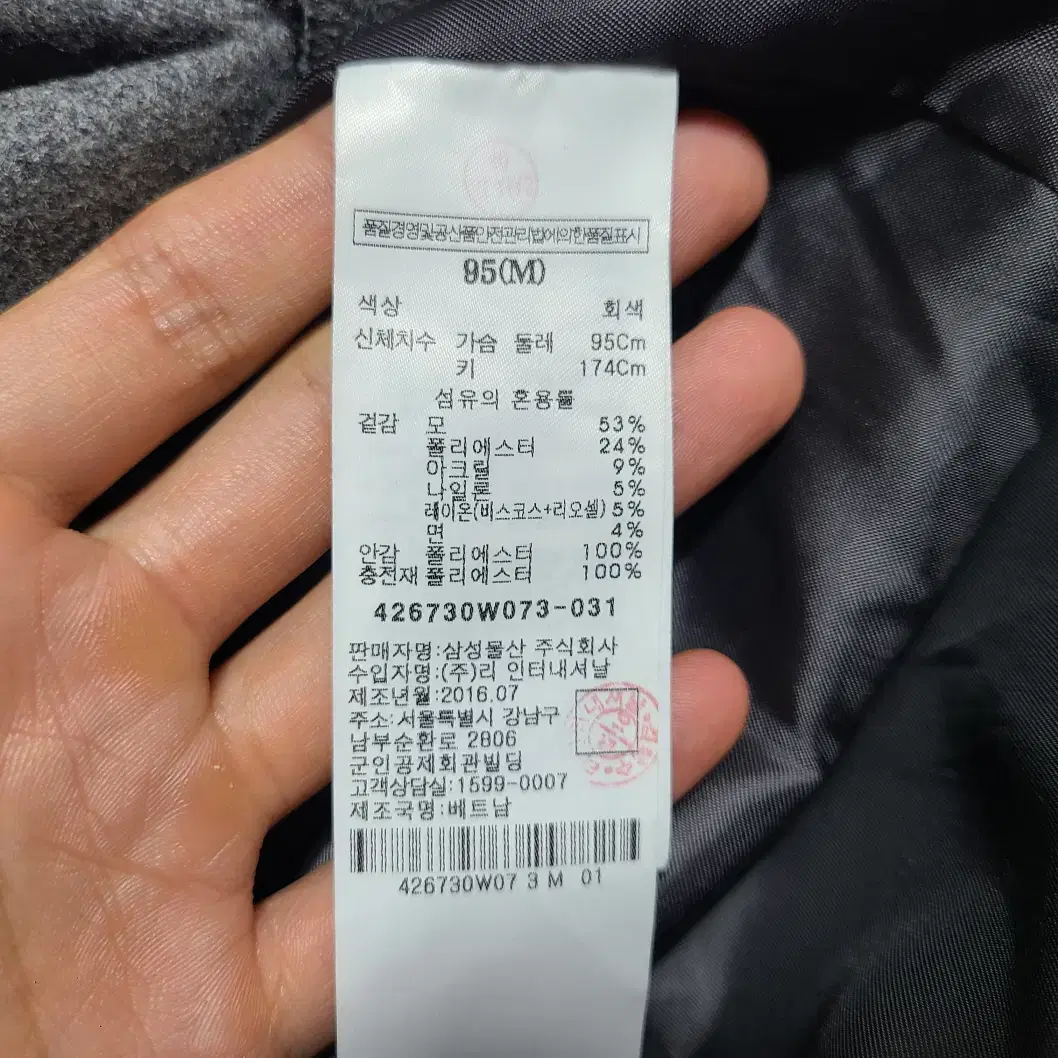 품질경영및공산품안전관리법에의한품질표시
95(M)
색상 회색
신체치수 가슴 둘레 95Cm
키 174Cm
섬유의 혼용률
겉감 모 53%
폴리에스터 24%
아크릴 9%
나일론 5%
레이온(비스코스+리오셀) 5%
면 4%
안감 폴리에스터 100%
충전재 폴리에스터 100%
426730W073-031
판매자명:삼성물산 주식회사
수입자명:(주)리 인터내셔날
제조년월:2016.07
주소:서울특별시 강남구
남부순환로 2806
군인공제회관빌딩
고객상담실:1599-0007
제조국명:베트남
426730W07 3 M 01